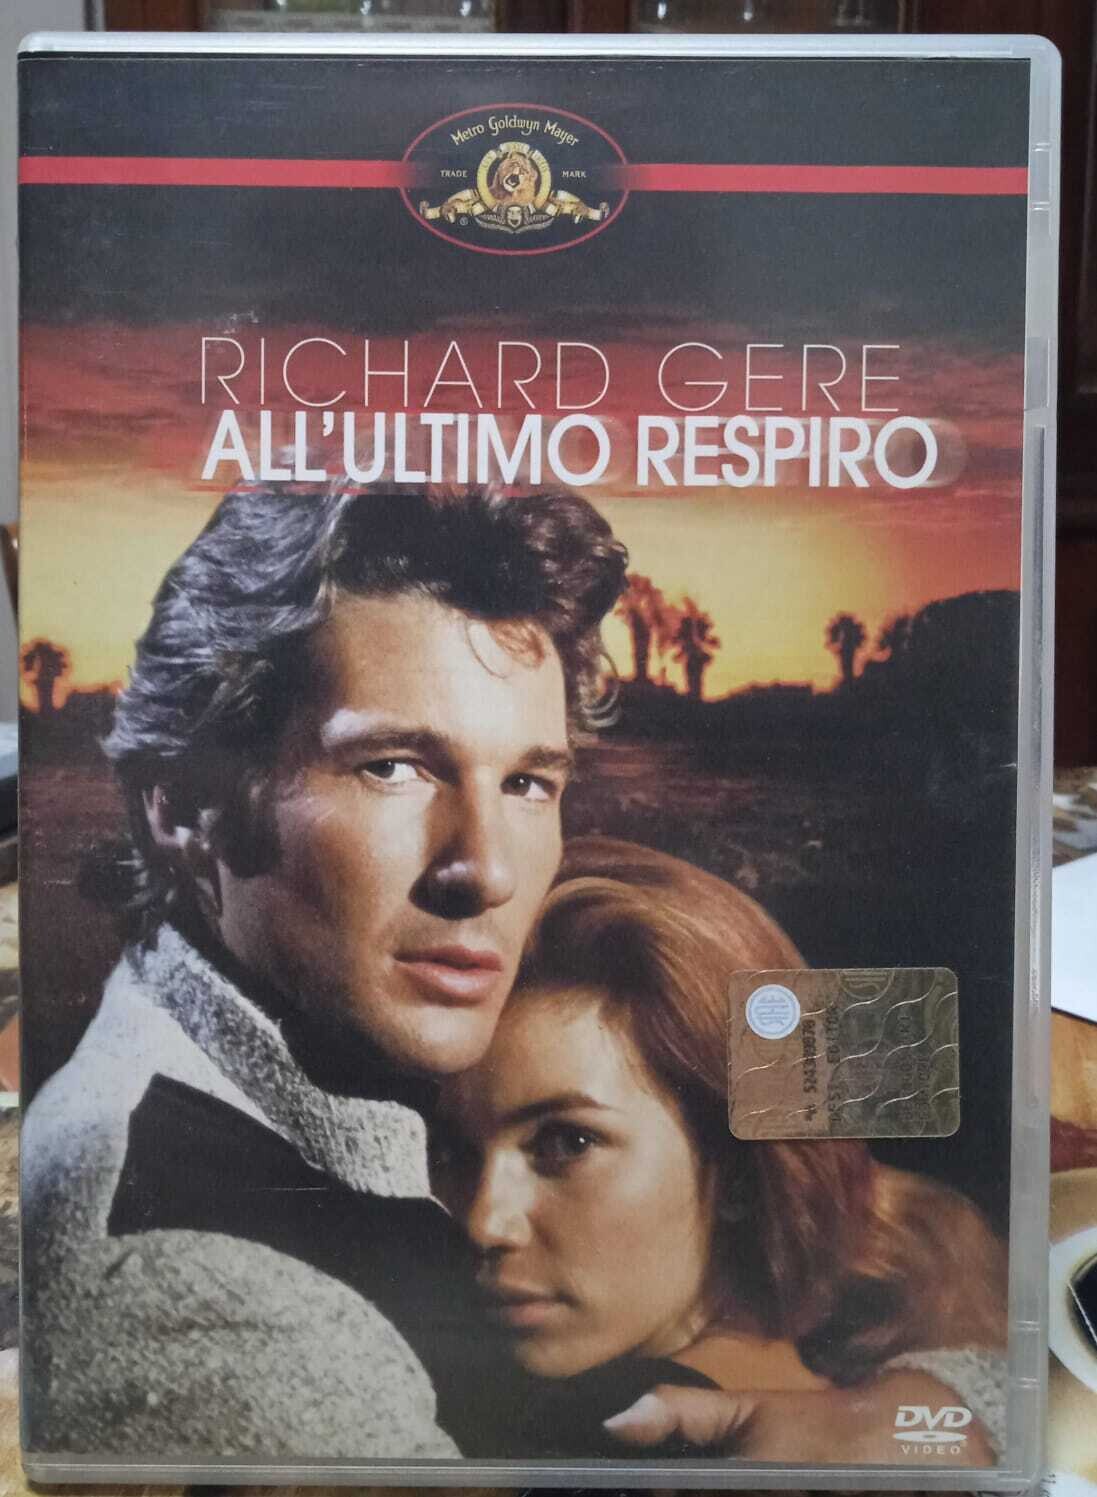 Metro Goldwyn Mayer
TRADE MARK
RICHARD GERE
ALL'ULTIMO RESPIRO
DVD
VIDEO